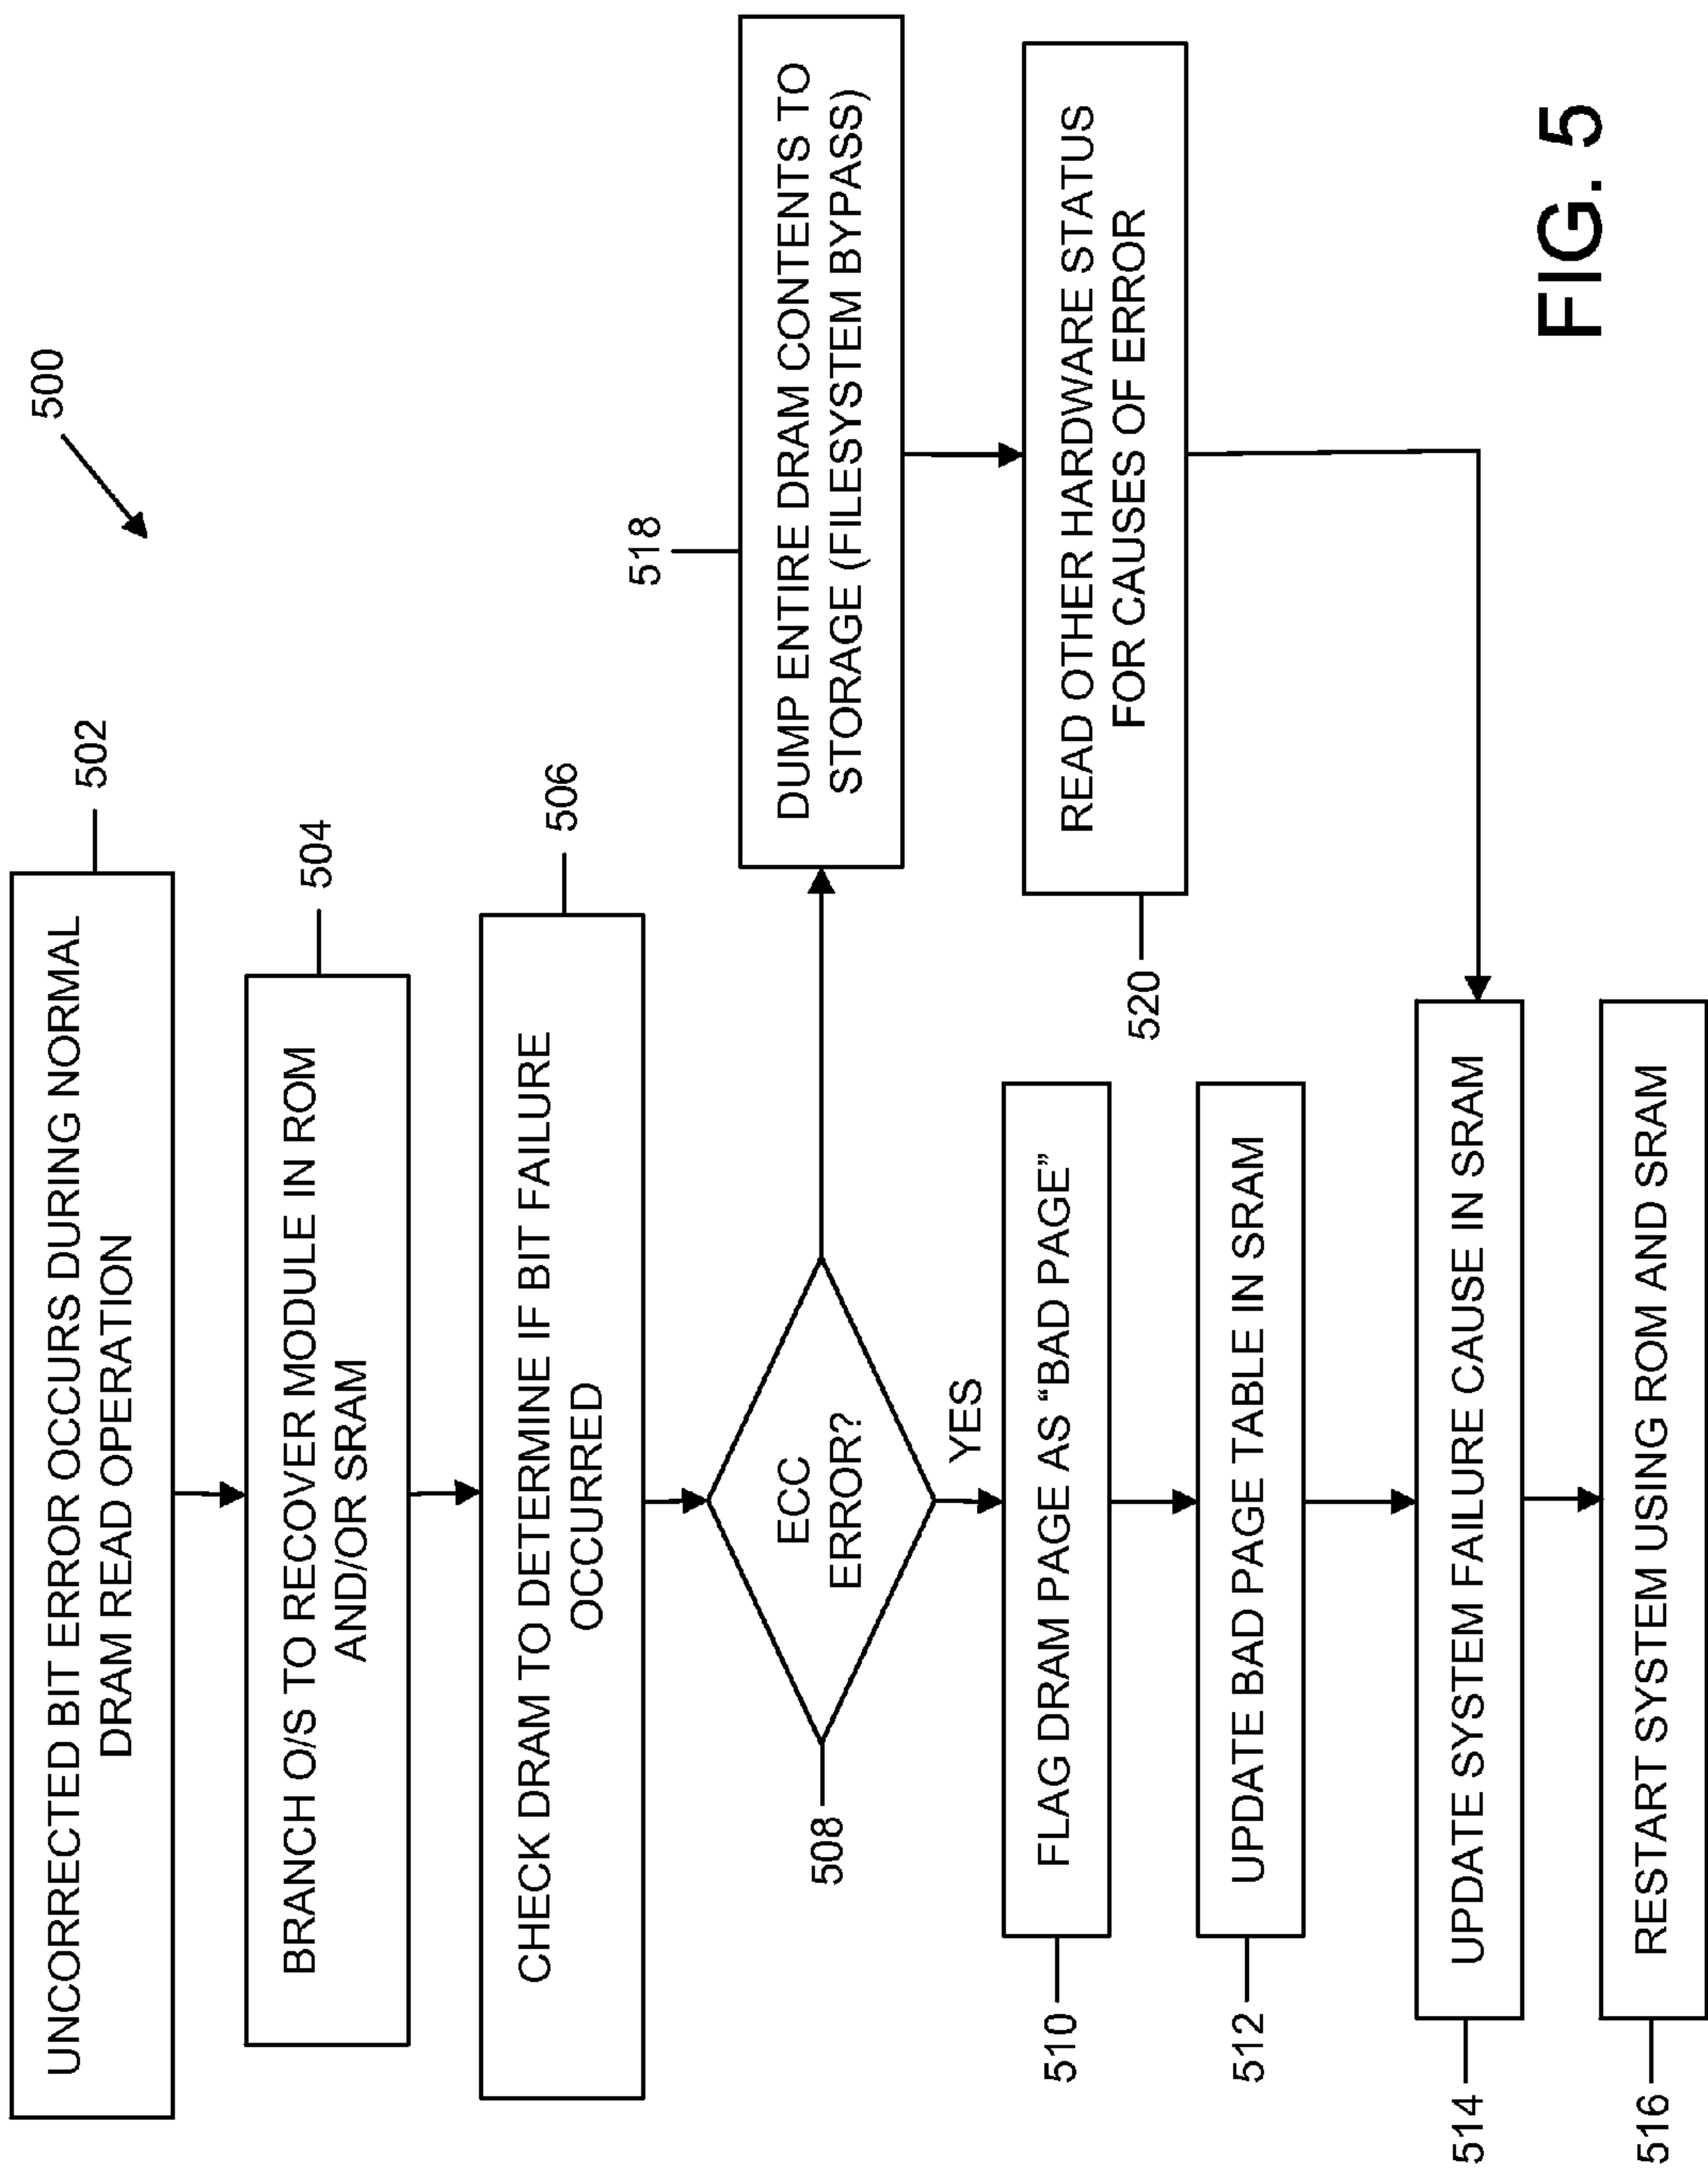 500
UNCORRECTED BIT ERROR OCCURS DURING NORMAL
DRAM READ OPERATION
502
BRANCH O/S TO RECOVER MODULE IN ROM
AND/OR SRAM
504
CHECK DRAM TO DETERMINE IF BIT FAILURE
OCCURRED
506
ECC
ERROR?
508
YES
518
DUMP ENTIRE DRAM CONTENTS TO
STORAGE (FILESYSTEM BYPASS)
READ OTHER HARDWARE STATUS
FOR CAUSES OF ERROR
520
510
FLAG DRAM PAGE AS “BAD PAGE”
512
UPDATE BAD PAGE TABLE IN SRAM
514
UPDATE SYSTEM FAILURE CAUSE IN SRAM
516
RESTART SYSTEM USING ROM AND SRAM
FIG. 5